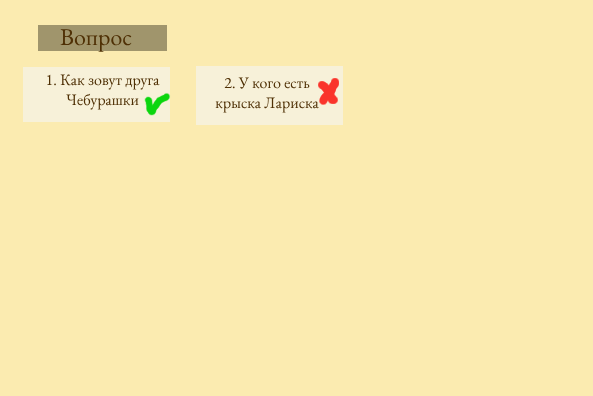 Вопрос
1. Как зовут друга
Чебурашки
2. У кого есть
крыска Лариска